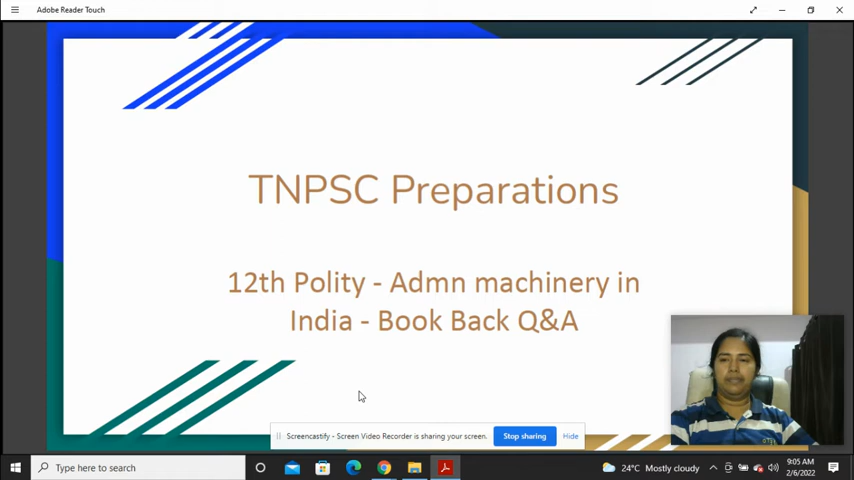 Adobe Reader Touch
TNPSC Preparations
12th Polity - Admn machinery in
India - Book Back Q&A
Screencastify - Screen Video Recorder is sharing your screen.
Stop sharing
Hide
Type here to search
24°C Mostly cloudy
9:05 AM
2/6/2022